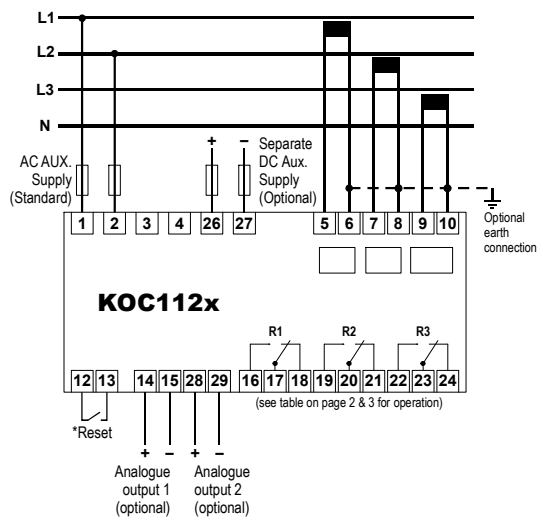 L1
L2
L3
N
AC AUX.
Supply
(Standard)
+ − Separate
DC Aux.
Supply
(Optional)
Optional
earth
connection
1 2 3 4 26 27 5 6 7 8 9 10
KOC112x
R1 R2 R3
12 13 14 15 28 29 16 17 18 19 20 21 22 23 24
(see table on page 2 & 3 for operation)
*Reset
+ − + −
Analogue
output 1
(optional)
Analogue
output 2
(optional)